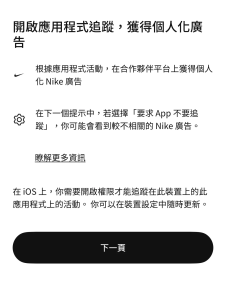 開啟應用程式追蹤，獲得個人化廣
告
根據應用程式活動，在合作夥伴平台上獲得個人
化 Nike 廣告
在下一個提示中，若選擇「要求 App 不要追
蹤」，你可能會看到較不相關的 Nike 廣告。
瞭解更多資訊
在 iOS 上，你需要開啟權限才能追蹤在此裝置上的此
應用程式上的活動。你可以在裝置設定中隨時更新。
下一頁